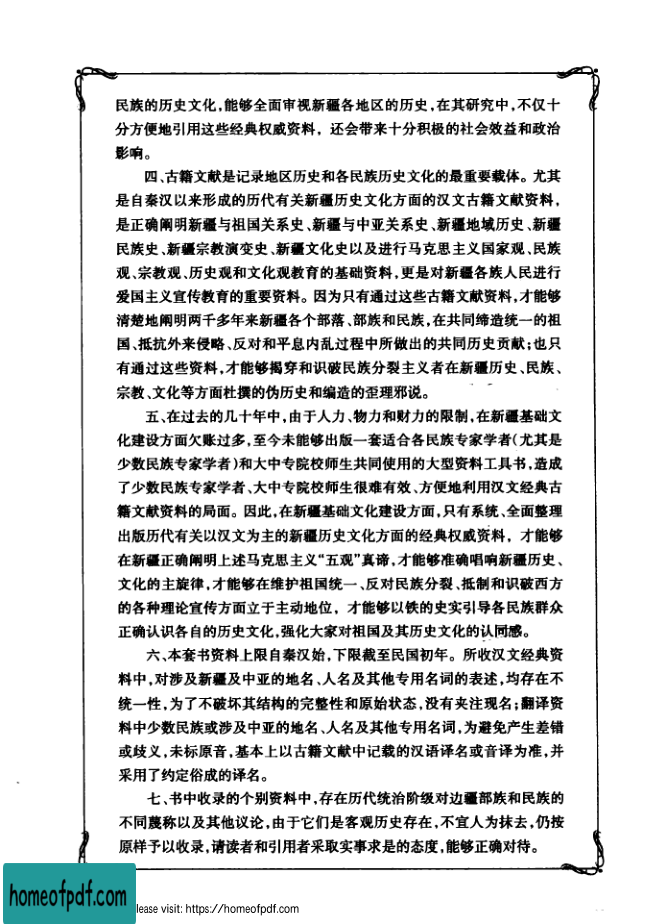 民族的历史文化,能够全面审视新疆各地区的历史,在其研究中,不仅十
分方便地引用这些经典权威资料，还会带来十分积极的社会效益和政治
影响。
四、古籍文献是记录地区历史和各民族历史文化的最重要载体。尤其
是自秦汉以来形成的历代有关新疆历史文化方面的汉文古籍文献资料,
是正确阐明新疆与祖国关系史、新疆与中亚关系史、新疆地域历史、新疆
民族史、新疆宗教演变史、新疆文化史以及进行马克思主义国家观、民族
观、宗教观、历史观和文化观教育的基础资料,更是对新疆各族人民进行
爱国主义宣传教育的重要资料。因为只有通过这些古籍文献资料,才能够
清楚地阐明两千多年来新疆各个部落、部族和民族,在共同缔造统一的祖
国、抵抗外来侵略、反对和平息内乱过程中所做出的共同历史贡献;也只
有通过这些资料,才能够揭穿和识破民族分裂主义者在新疆历史、民族、
宗教、文化等方面杜撰的伪历史和编造的歪理邪说。
五、在过去的几十年中,由于人力、物力和财力的限制,在新疆基础文
化建设方面欠账过多,至今未能够出版一套适合各民族专家学者(尤其是
少数民族专家学者)和大中专院校师生共同使用的大型资料工具书,造成
了少数民族专家学者、大中专院校师生很难有效、方便地利用汉文经典古
籍文献资料的局面。因此,在新疆基础文化建设方面,只有系统、全面整理
出版历代有关以汉文为主的新疆历史文化方面的经典权威资料，才能够
在新疆正确阐明上述马克思主义“五观”真谛,才能够准确唱响新疆历史、
文化的主旋律,才能够在维护祖国统一、反对民族分裂、抵制和识破西方
的各种理论宣传方面立于主动地位，才能够以铁的史实引导各民族群众
正确认识各自的历史文化,强化大家对祖国及其历史文化的认同感。
六、本套书资料上限自秦汉始,下限截至民国初年。所收汉文经典资
料中,对涉及新疆及中亚的地名、人名及其他专用名词的表述,均存在不
统一性,为了不破坏其结构的完整性和原始状态,没有夹注现名;翻译资
料中少数民族或涉及中亚的地名、人名及其他专用名词,为避免产生差错
或歧义,未标原音,基本上以古籍文献中记载的汉语译名或音译为准,并
采用了约定俗成的译名。
七、书中收录的个别资料中,存在历代统治阶级对边疆部族和民族的
不同蔑称以及其他议论,由于它们是客观历史存在,不宜人为抹去,仍按
原样予以收录,请读者和引用者采取实事求是的态度,能够正确对待。
homeofpdf.com
lease visit: https://homeofpdf.com